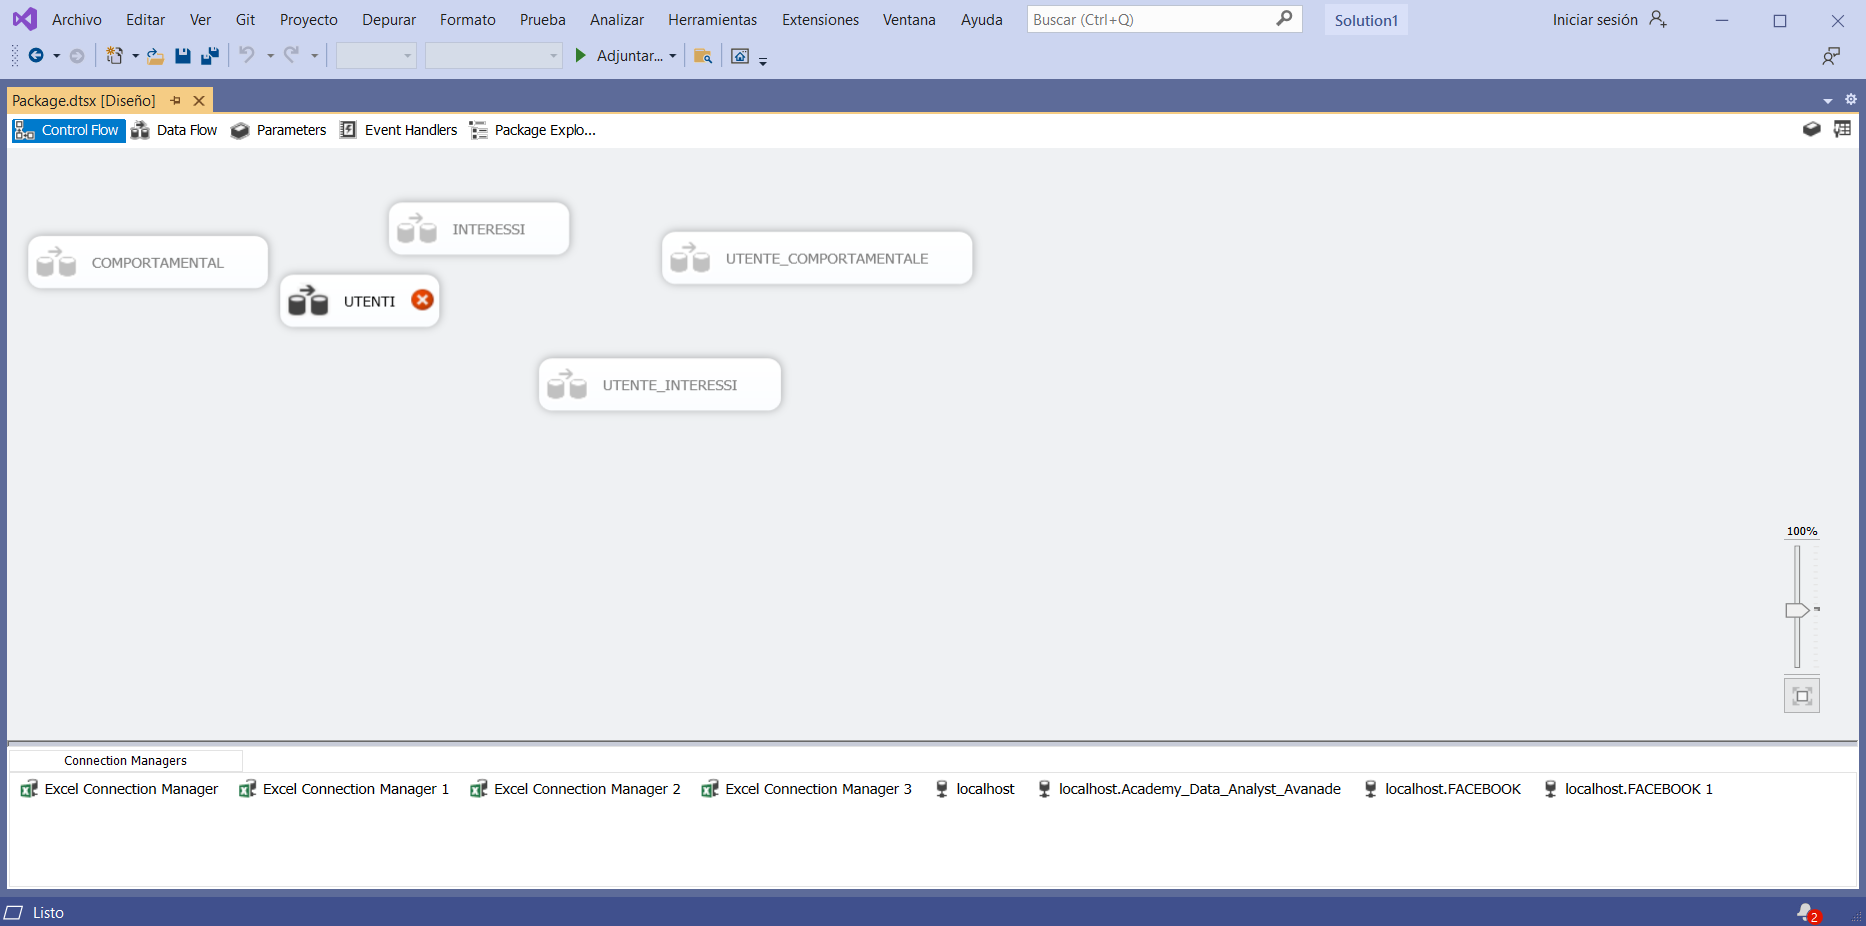 Archivo Editar Ver Git Proyecto Depurar Formato Prueba Analizar Herramientas Extensiones Ventana Ayuda Buscar (Ctrl+Q) Solution1 Iniciar sesión
Adjuntar...
Package.dtsx [Diseño]
Control Flow Data Flow Parameters Event Handlers Package Explo...
INTERESSI
COMPORTAMENTAL
UTENTE_COMPORTAMENTALE
UTENTI
UTENTE_INTERESSI
100%
Connection Managers
Excel Connection Manager Excel Connection Manager 1 Excel Connection Manager 2 Excel Connection Manager 3 localhost localhost.Academy_Data_Analyst_Avanade localhost.FACEBOOK localhost.FACEBOOK 1
Listo
2